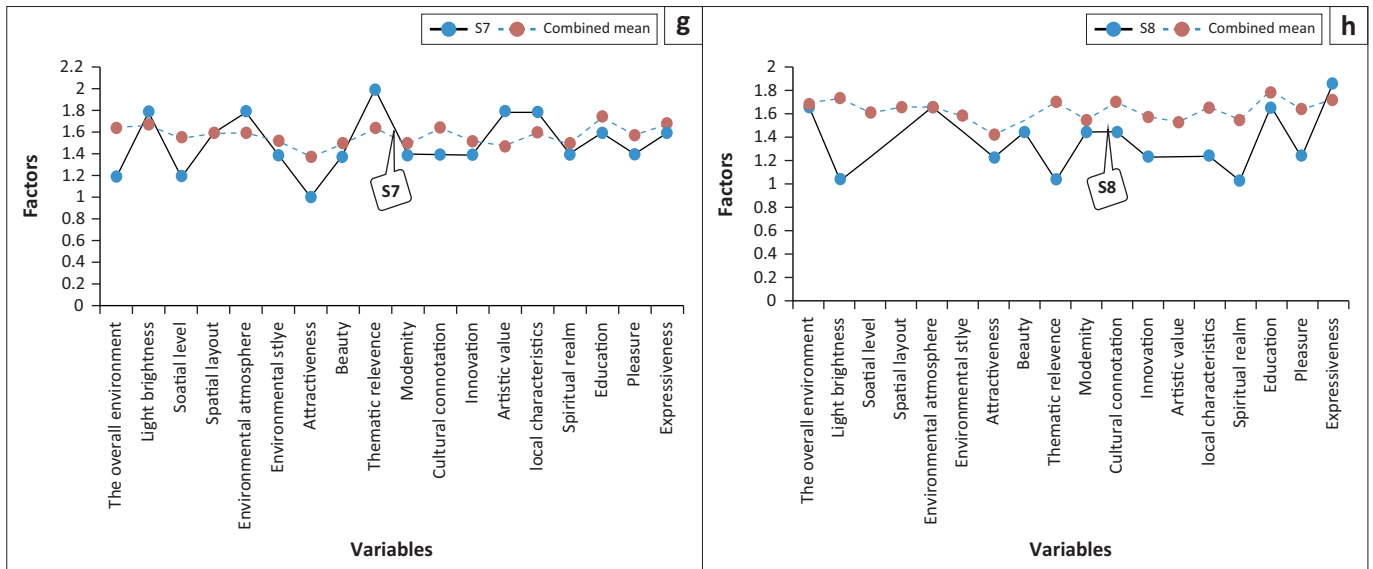 S7 Combined mean g
Factors
2.2
2
1.8
1.6
1.4
1.2
1
0.8
0.6
0.4
0.2
0
S7
The overall environment
Light brightness
Soatial level
Spatial layout
Environmental atmosphere
Environmental stlye
Attractiveness
Beauty
Thematic relevence
Modemity
Cultural connotation
Innovation
Artistic value
local characteristics
Spiritual realm
Education
Pleasure
Expressiveness
Variables
S8 Combined mean h
Factors
2
1.8
1.6
1.4
1.2
1
0.8
0.6
0.4
0.2
0
S8
The overall environment
Light brightness
Soatial level
Spatial layout
Environmental atmosphere
Environmental stlye
Attractiveness
Beauty
Thematic relevence
Modemity
Cultural connotation
Innovation
Artistic value
local characteristics
Spiritual realm
Education
Pleasure
Expressiveness
Variables